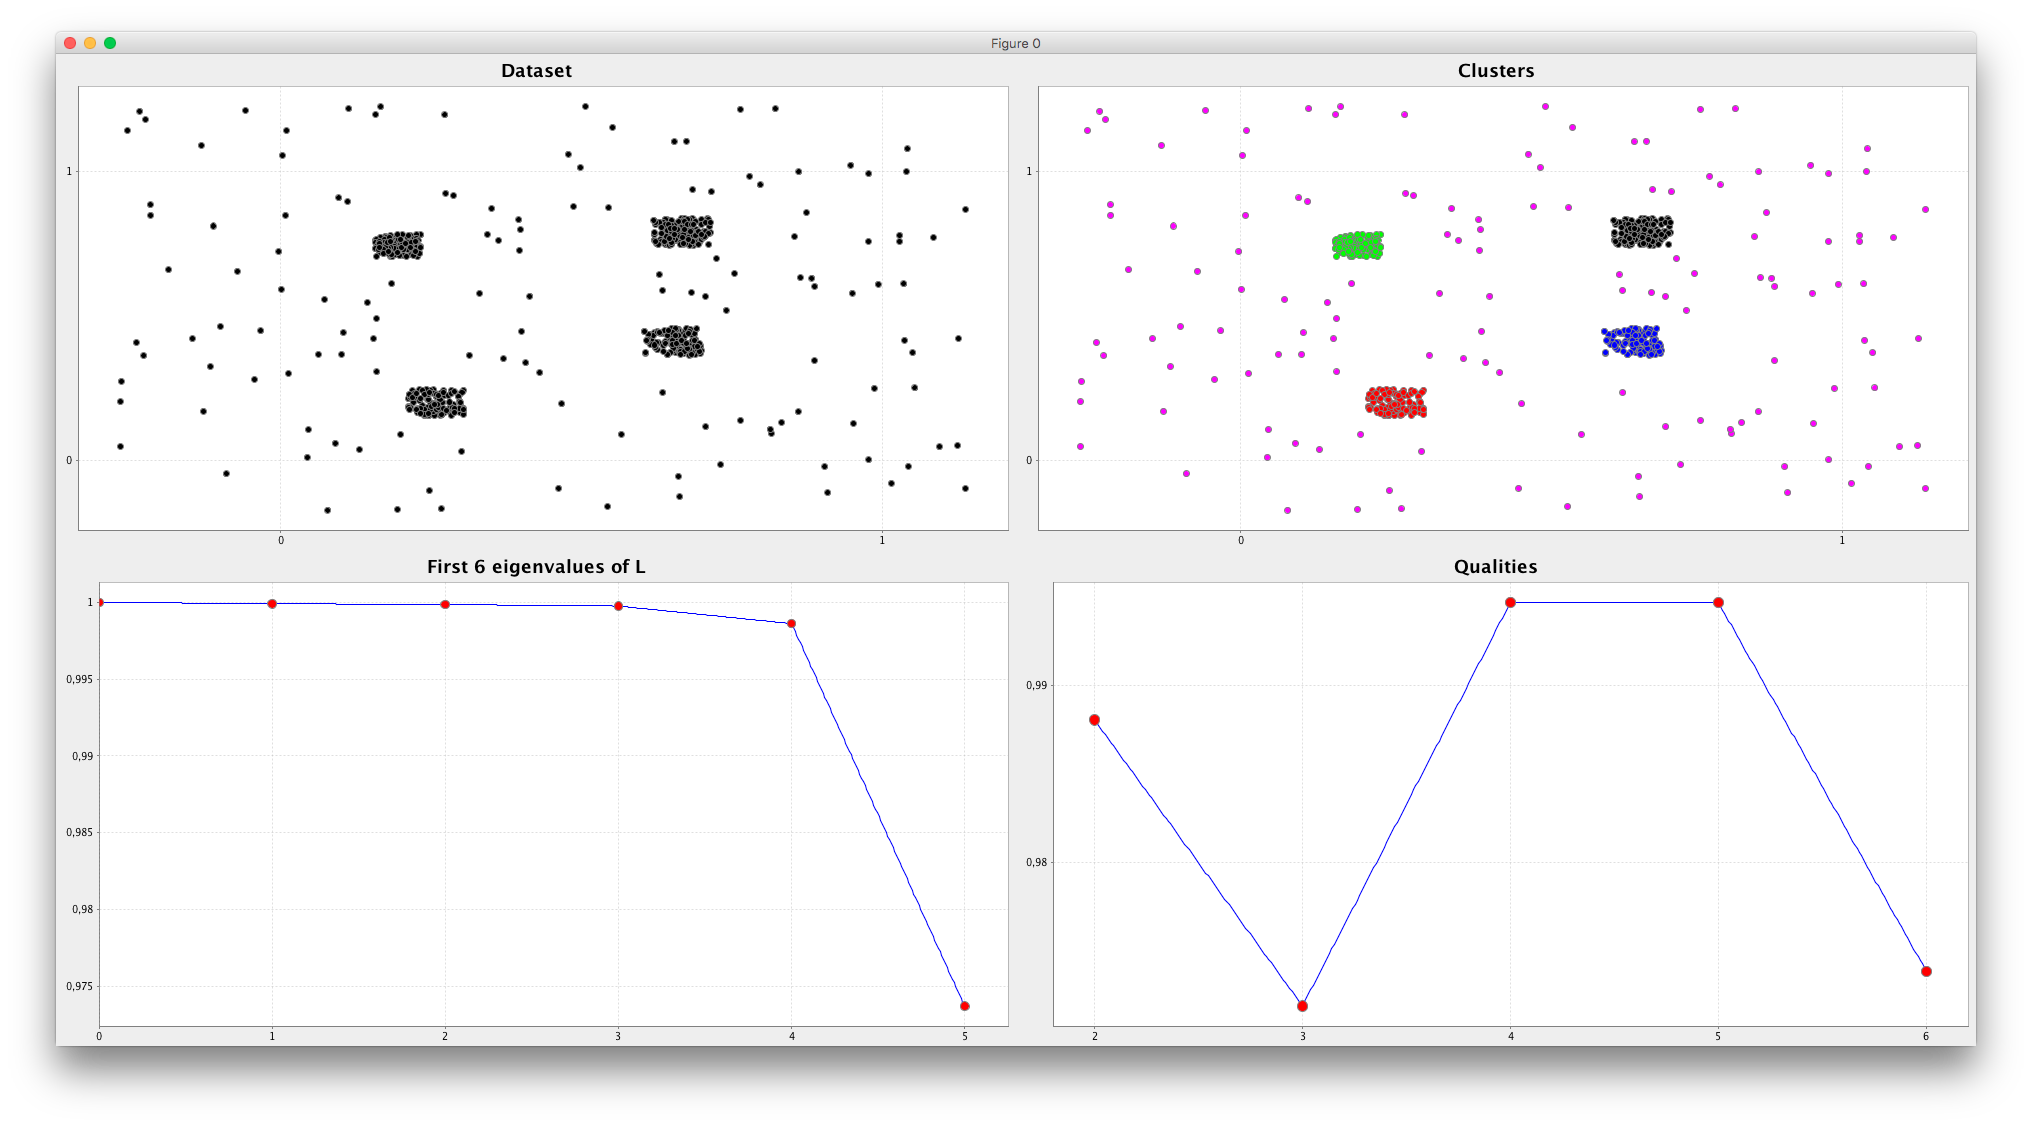 Figure 0
Dataset
1
0
0 1
Clusters
1
0
0 1
First 6 eigenvalues of L
1
0,995
0,99
0,985
0,98
0,975
0 1 2 3 4 5
Qualities
0,99
0,98
2 3 4 5 6